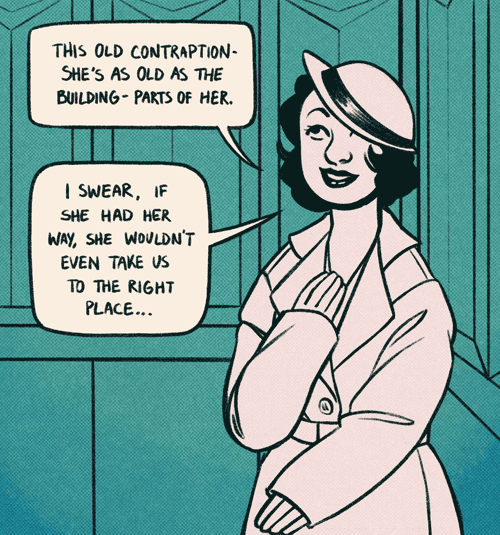 THIS OLD CONTRAPTION-
SHE'S AS OLD AS THE
BUILDING- PARTS OF HER.
I SWEAR, IF
SHE HAD HER
WAY, SHE WOULDN'T
EVEN TAKE US
TO THE RIGHT
PLACE...